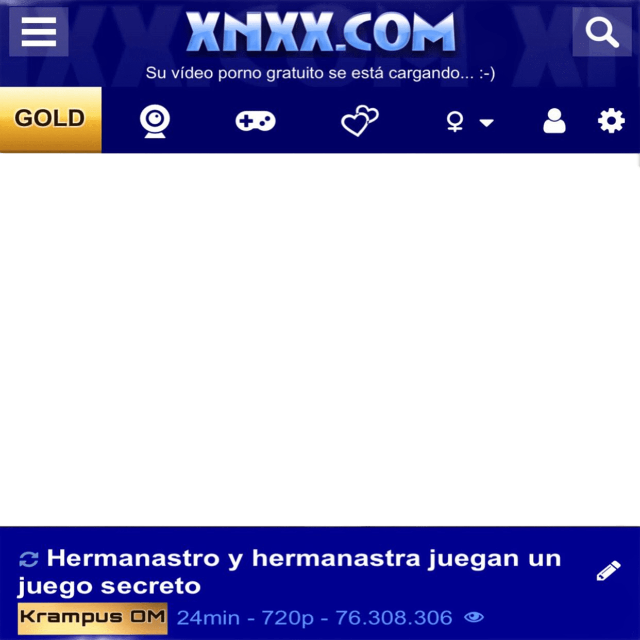 XNXX.COM
Su vídeo porno gratuito se está cargando... :-)
GOLD
Hermanastro y hermanastra juegan un
juego secreto
Krampus OM 24min - 720p - 76.308.306